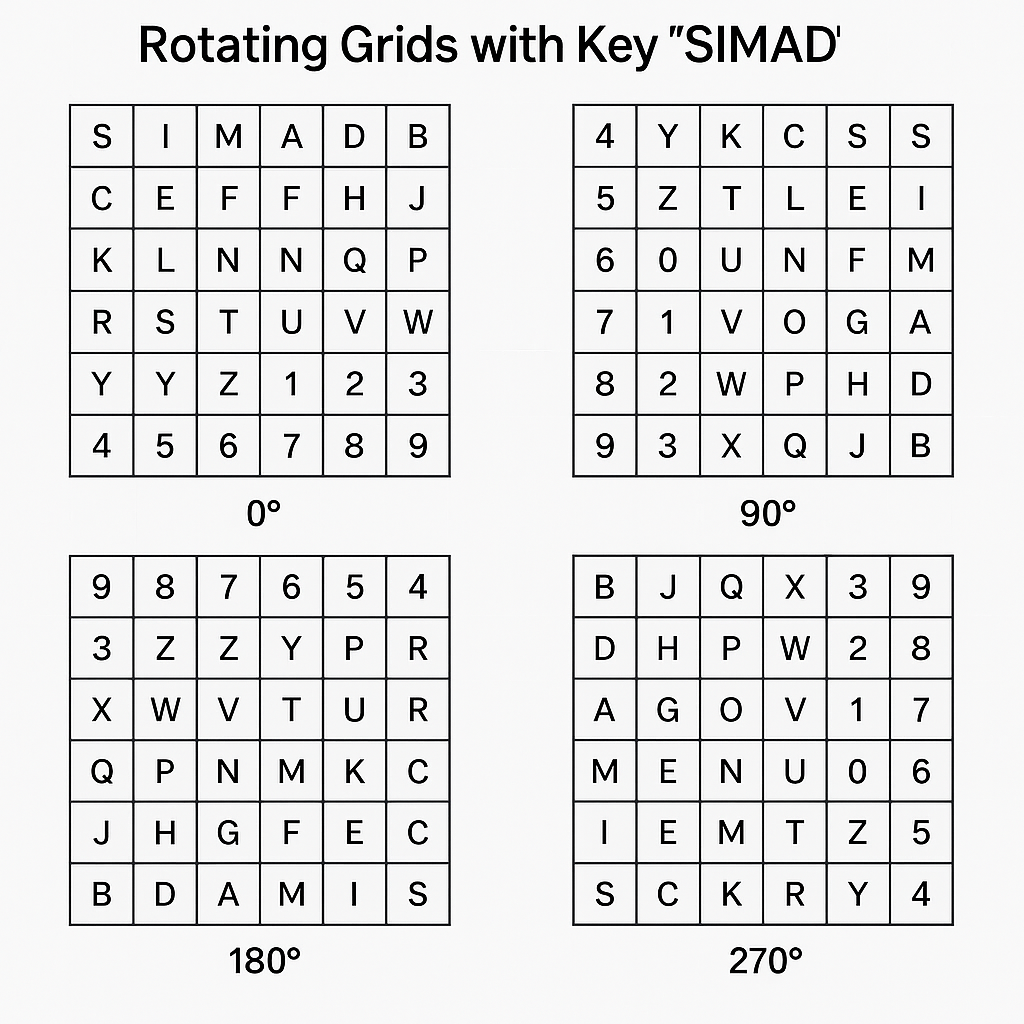 Rotating Grids with Key "SIMAD'
S I M A D B
C E F F H J
K L N N Q P
R S T U V W
Y Y Z 1 2 3
4 5 6 7 8 9
0°
4 Y K C S S
5 Z T L E I
6 0 U N F M
7 1 V O G A
8 2 W P H D
9 3 X Q J B
90°
9 8 7 6 5 4
3 Z Z Y P R
X W V T U R
Q P N M K C
J H G F E C
B D A M I S
180°
B J Q X 3 9
D H P W 2 8
A G O V 1 7
M E N U 0 6
I E M T Z 5
S C K R Y 4
270°